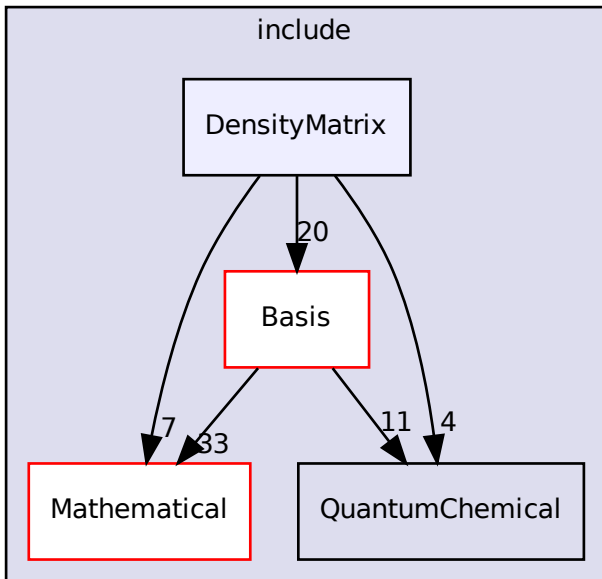 include
DensityMatrix
20
Basis
7
33
11
4
Mathematical
QuantumChemical